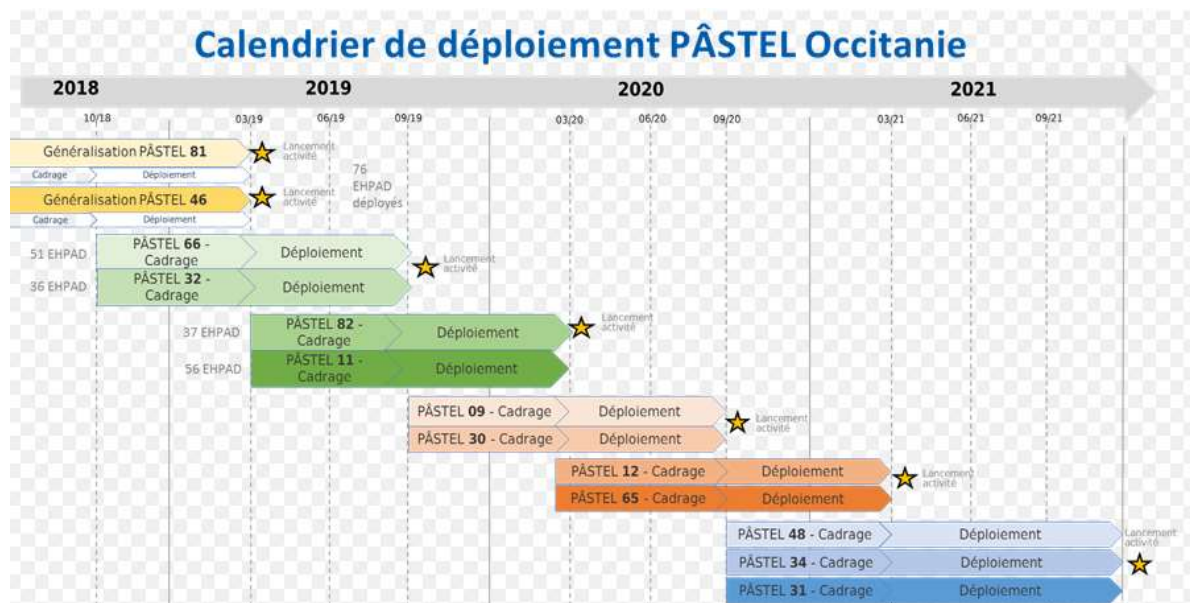 Calendrier de déploiement PÂSTEL Occitanie
2018 2019 2020 2021
10/18 03/19 06/19 09/19 03/20 06/20 09/20 03/21 06/21 09/21
Généralisation PÂSTEL 81
Lancement
activité
Cadrage Déploiement
76
EHPAD
déployés
Généralisation PÂSTEL 46
Lancement
activité
Cadrage Déploiement
51 EHPAD
PÂSTEL 66 -
Cadrage
Déploiement
Lancement
activité
36 EHPAD
PÂSTEL 32 -
Cadrage
Déploiement
37 EHPAD
PÂSTEL 82 -
Cadrage
Déploiement
Lancement
activité
56 EHPAD
PÂSTEL 11 -
Cadrage
Déploiement
PÂSTEL 09 - Cadrage Déploiement
Lancement
activité
PÂSTEL 30 - Cadrage Déploiement
PÂSTEL 12 - Cadrage Déploiement
Lancement
activité
PÂSTEL 65 - Cadrage Déploiement
PÂSTEL 48 - Cadrage Déploiement
Lancement
activité
PÂSTEL 34 - Cadrage Déploiement
PÂSTEL 31 - Cadrage Déploiement